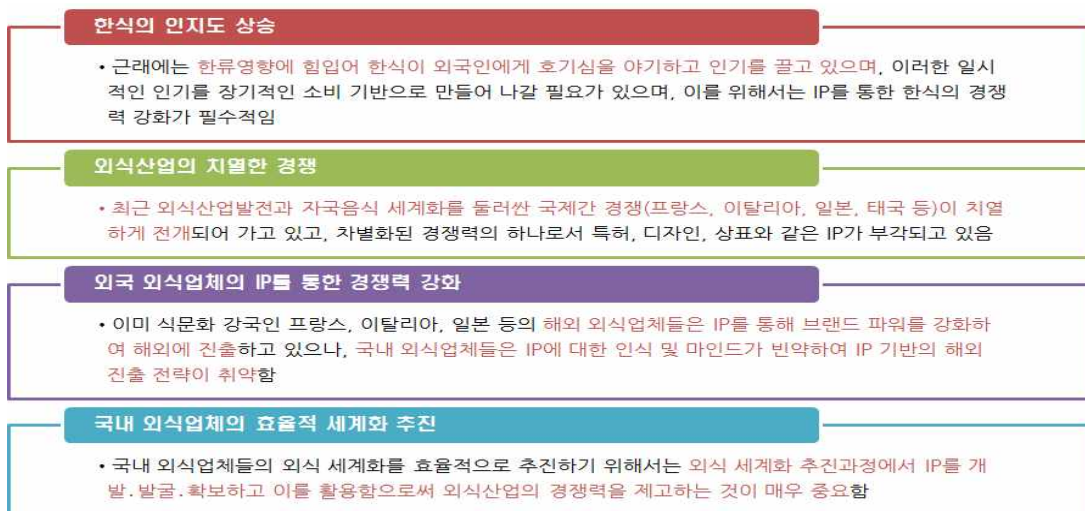 한식의 인지도 상승
• 근래에는 한류영향에 힘입어 한식이 외국인에게 호기심을 야기하고 인기를 끌고 있으며, 이러한 일시
적인 인기를 장기적인 소비 기반으로 만들어 나갈 필요가 있으며, 이를 위해서는 IP를 통한 한식의 경쟁
력 강화가 필수적임
외식산업의 치열한 경쟁
• 최근 외식산업발전과 자국음식 세계화를 둘러싼 국제간 경쟁(프랑스, 이탈리아, 일본, 태국 등)이 치열
하게 전개되어 가고 있고, 차별화된 경쟁력의 하나로서 특허, 디자인, 상표와 같은 IP가 부각되고 있음
외국 외식업체의 IP를 통한 경쟁력 강화
• 이미 식문화 강국인 프랑스, 이탈리아, 일본 등의 해외 외식업체들은 IP를 통해 브랜드 파워를 강화하
여 해외에 진출하고 있으나, 국내 외식업체들은 IP에 대한 인식 및 마인드가 빈약하여 IP 기반의 해외
진출 전략이 취약함
국내 외식업체의 효율적 세계화 추진
• 국내 외식업체들의 외식 세계화를 효율적으로 추진하기 위해서는 외식 세계화 추진과정에서 IP를 개
발.발굴.확보하고 이를 활용함으로써 외식산업의 경쟁력을 제고하는 것이 매우 중요함